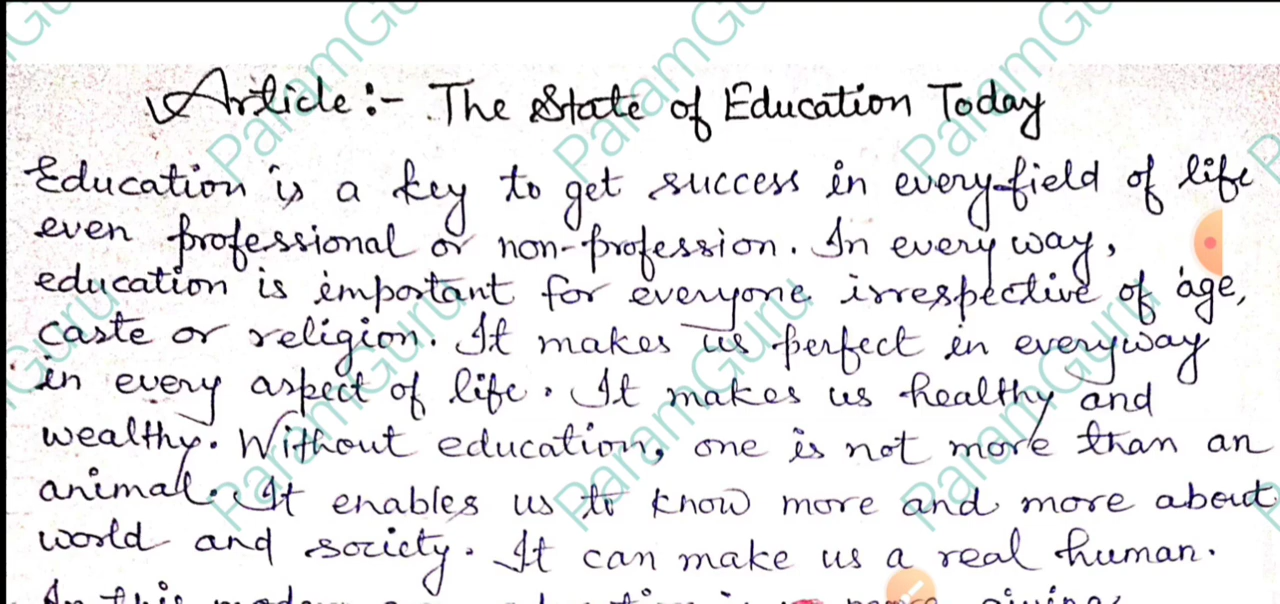 Article :- The State of Education Today
Education is a key to get success in every field of life
even professional or non-profession. In every way,
education is important for everyone irrespective of age,
caste or religion. It makes us perfect in everyway
in every aspect of life. It makes us healthy and
wealthy. Without education, one is not more than an
animal. It enables us to know more and more about
world and society. It can make us a real human.
ParamGuru